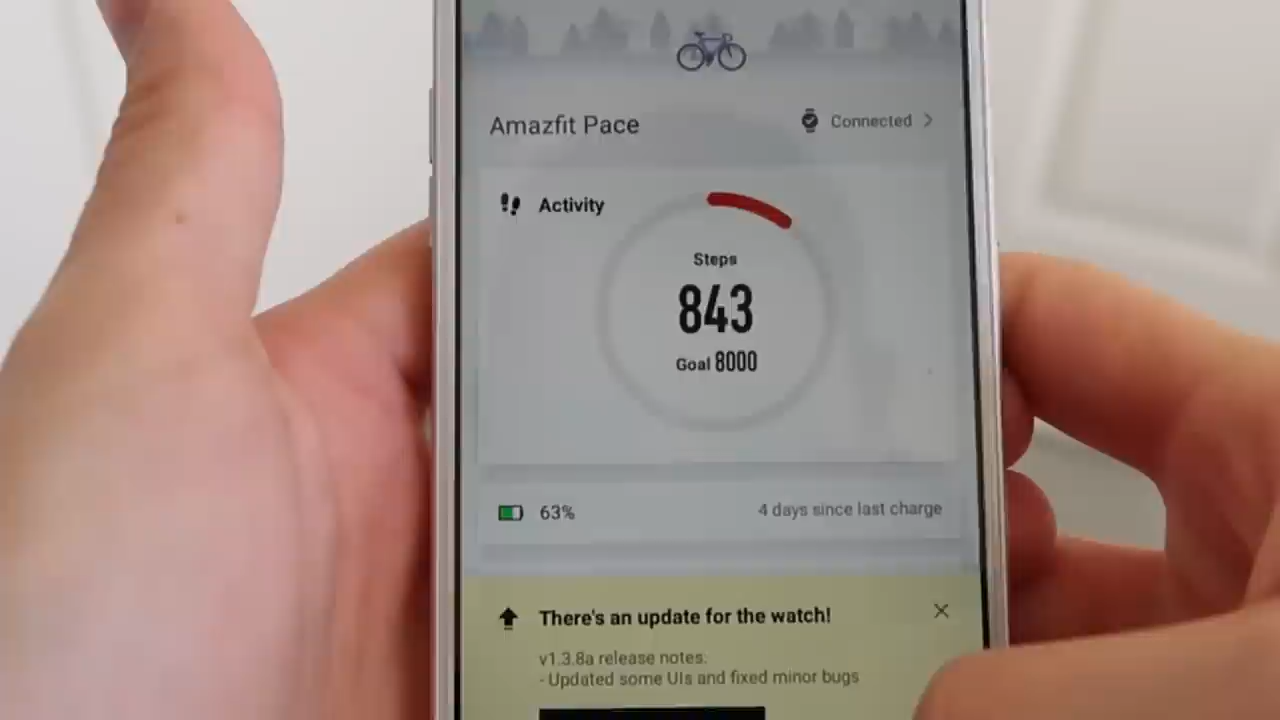 Amazfit Pace
Connected
Activity
Steps
843
Goal 8000
63%
4 days since last charge
There's an update for the watch!
v1.3.8a release notes:
- Updated some UIs and fixed minor bugs